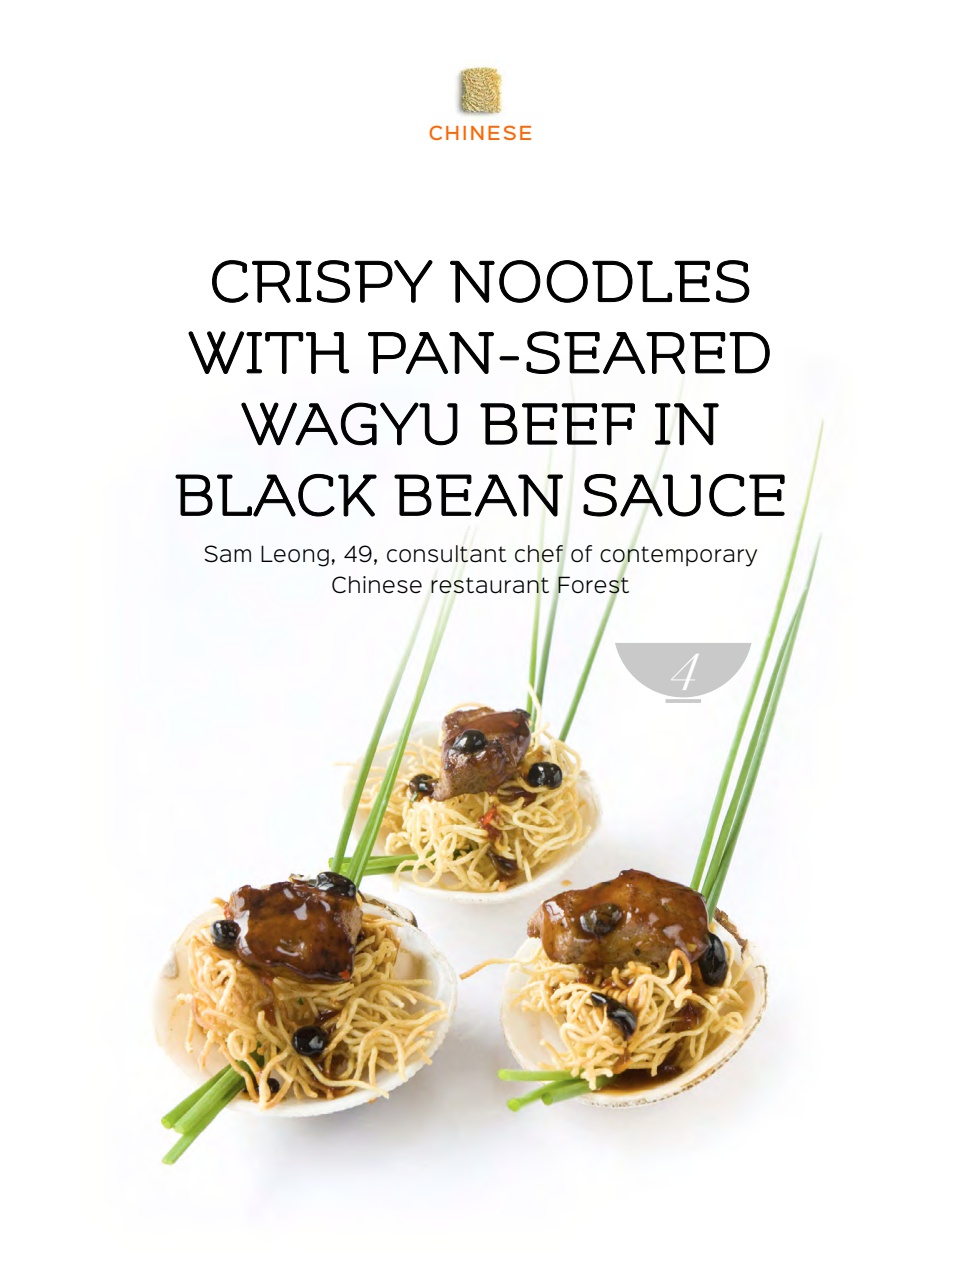 CHINESE
CRISPY NOODLES
WITH PAN-SEARED
WAGYU BEEF IN
BLACK BEAN SAUCE
Sam Leong, 49, consultant chef of contemporary
Chinese restaurant Forest
4